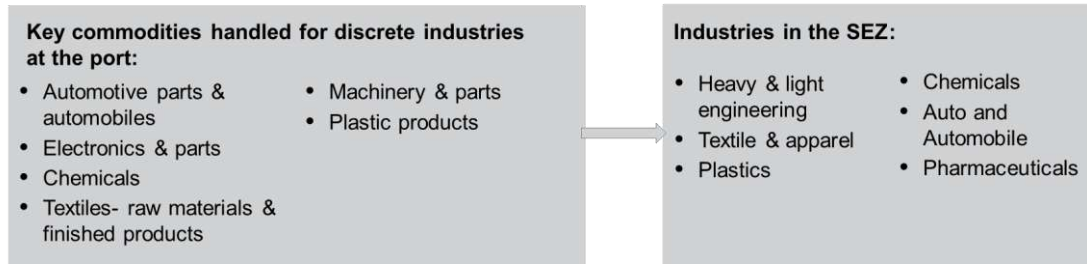 Key commodities handled for discrete industries
at the port:
• Automotive parts &
automobiles
• Electronics & parts
• Chemicals
• Textiles- raw materials &
finished products
• Machinery & parts
• Plastic products
Industries in the SEZ:
• Heavy & light
engineering
• Textile & apparel
• Plastics
• Chemicals
• Auto and
Automobile
• Pharmaceuticals